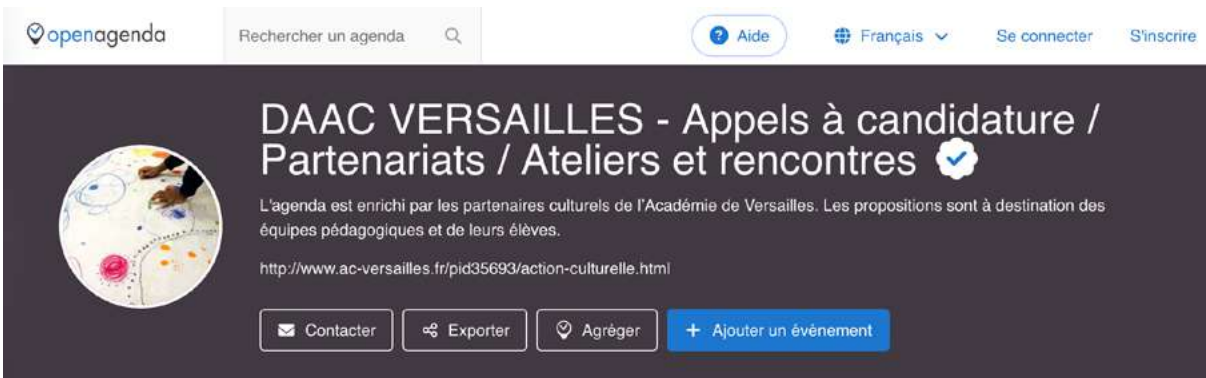 openagenda
Rechercher un agenda
? Aide
Français
Se connecter
S'inscrire
DAAC VERSAILLES - Appels à candidature /
Partenariats / Ateliers et rencontres
L'agenda est enrichi par les partenaires culturels de l'Académie de Versailles. Les propositions sont à destination des
équipes pédagogiques et de leurs élèves.
http://www.ac-versailles.fr/pid35693/action-culturelle.html
Contacter
Exporter
Agréger
+ Ajouter un évènement